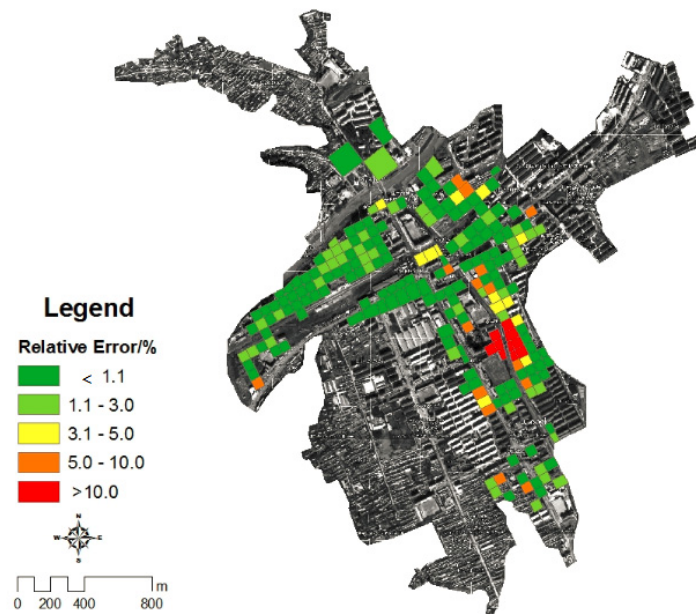 Legend
Relative Error/%
< 1.1
1.1 - 3.0
3.1 - 5.0
5.0 - 10.0
>10.0
N
W E
S
m
0 200 400 800